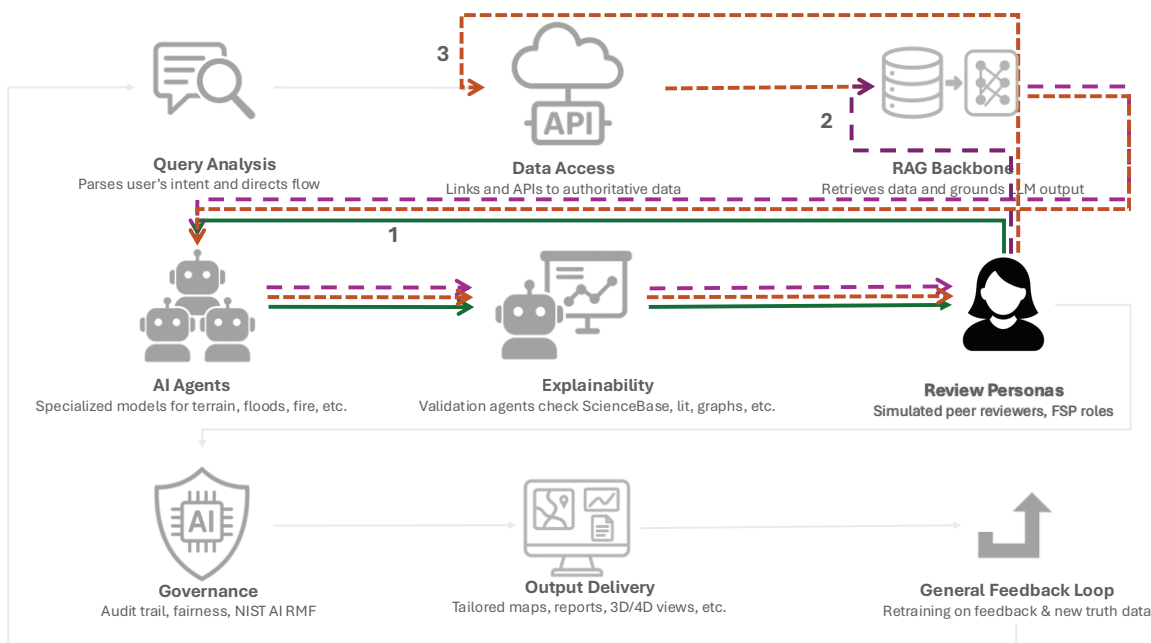 3
API
2
Query Analysis
Parses user's intent and directs flow
Data Access
Links and APIs to authoritative data
RAG Backbone
Retrieves data and grounds LLM output
1
AI Agents
Specialized models for terrain, floods, fire, etc.
Explainability
Validation agents check ScienceBase, lit, graphs, etc.
Review Personas
Simulated peer reviewers, FSP roles
AI
Governance
Audit trail, fairness, NIST AI RMF
Output Delivery
Tailored maps, reports, 3D/4D views, etc.
General Feedback Loop
Retraining on feedback & new truth data